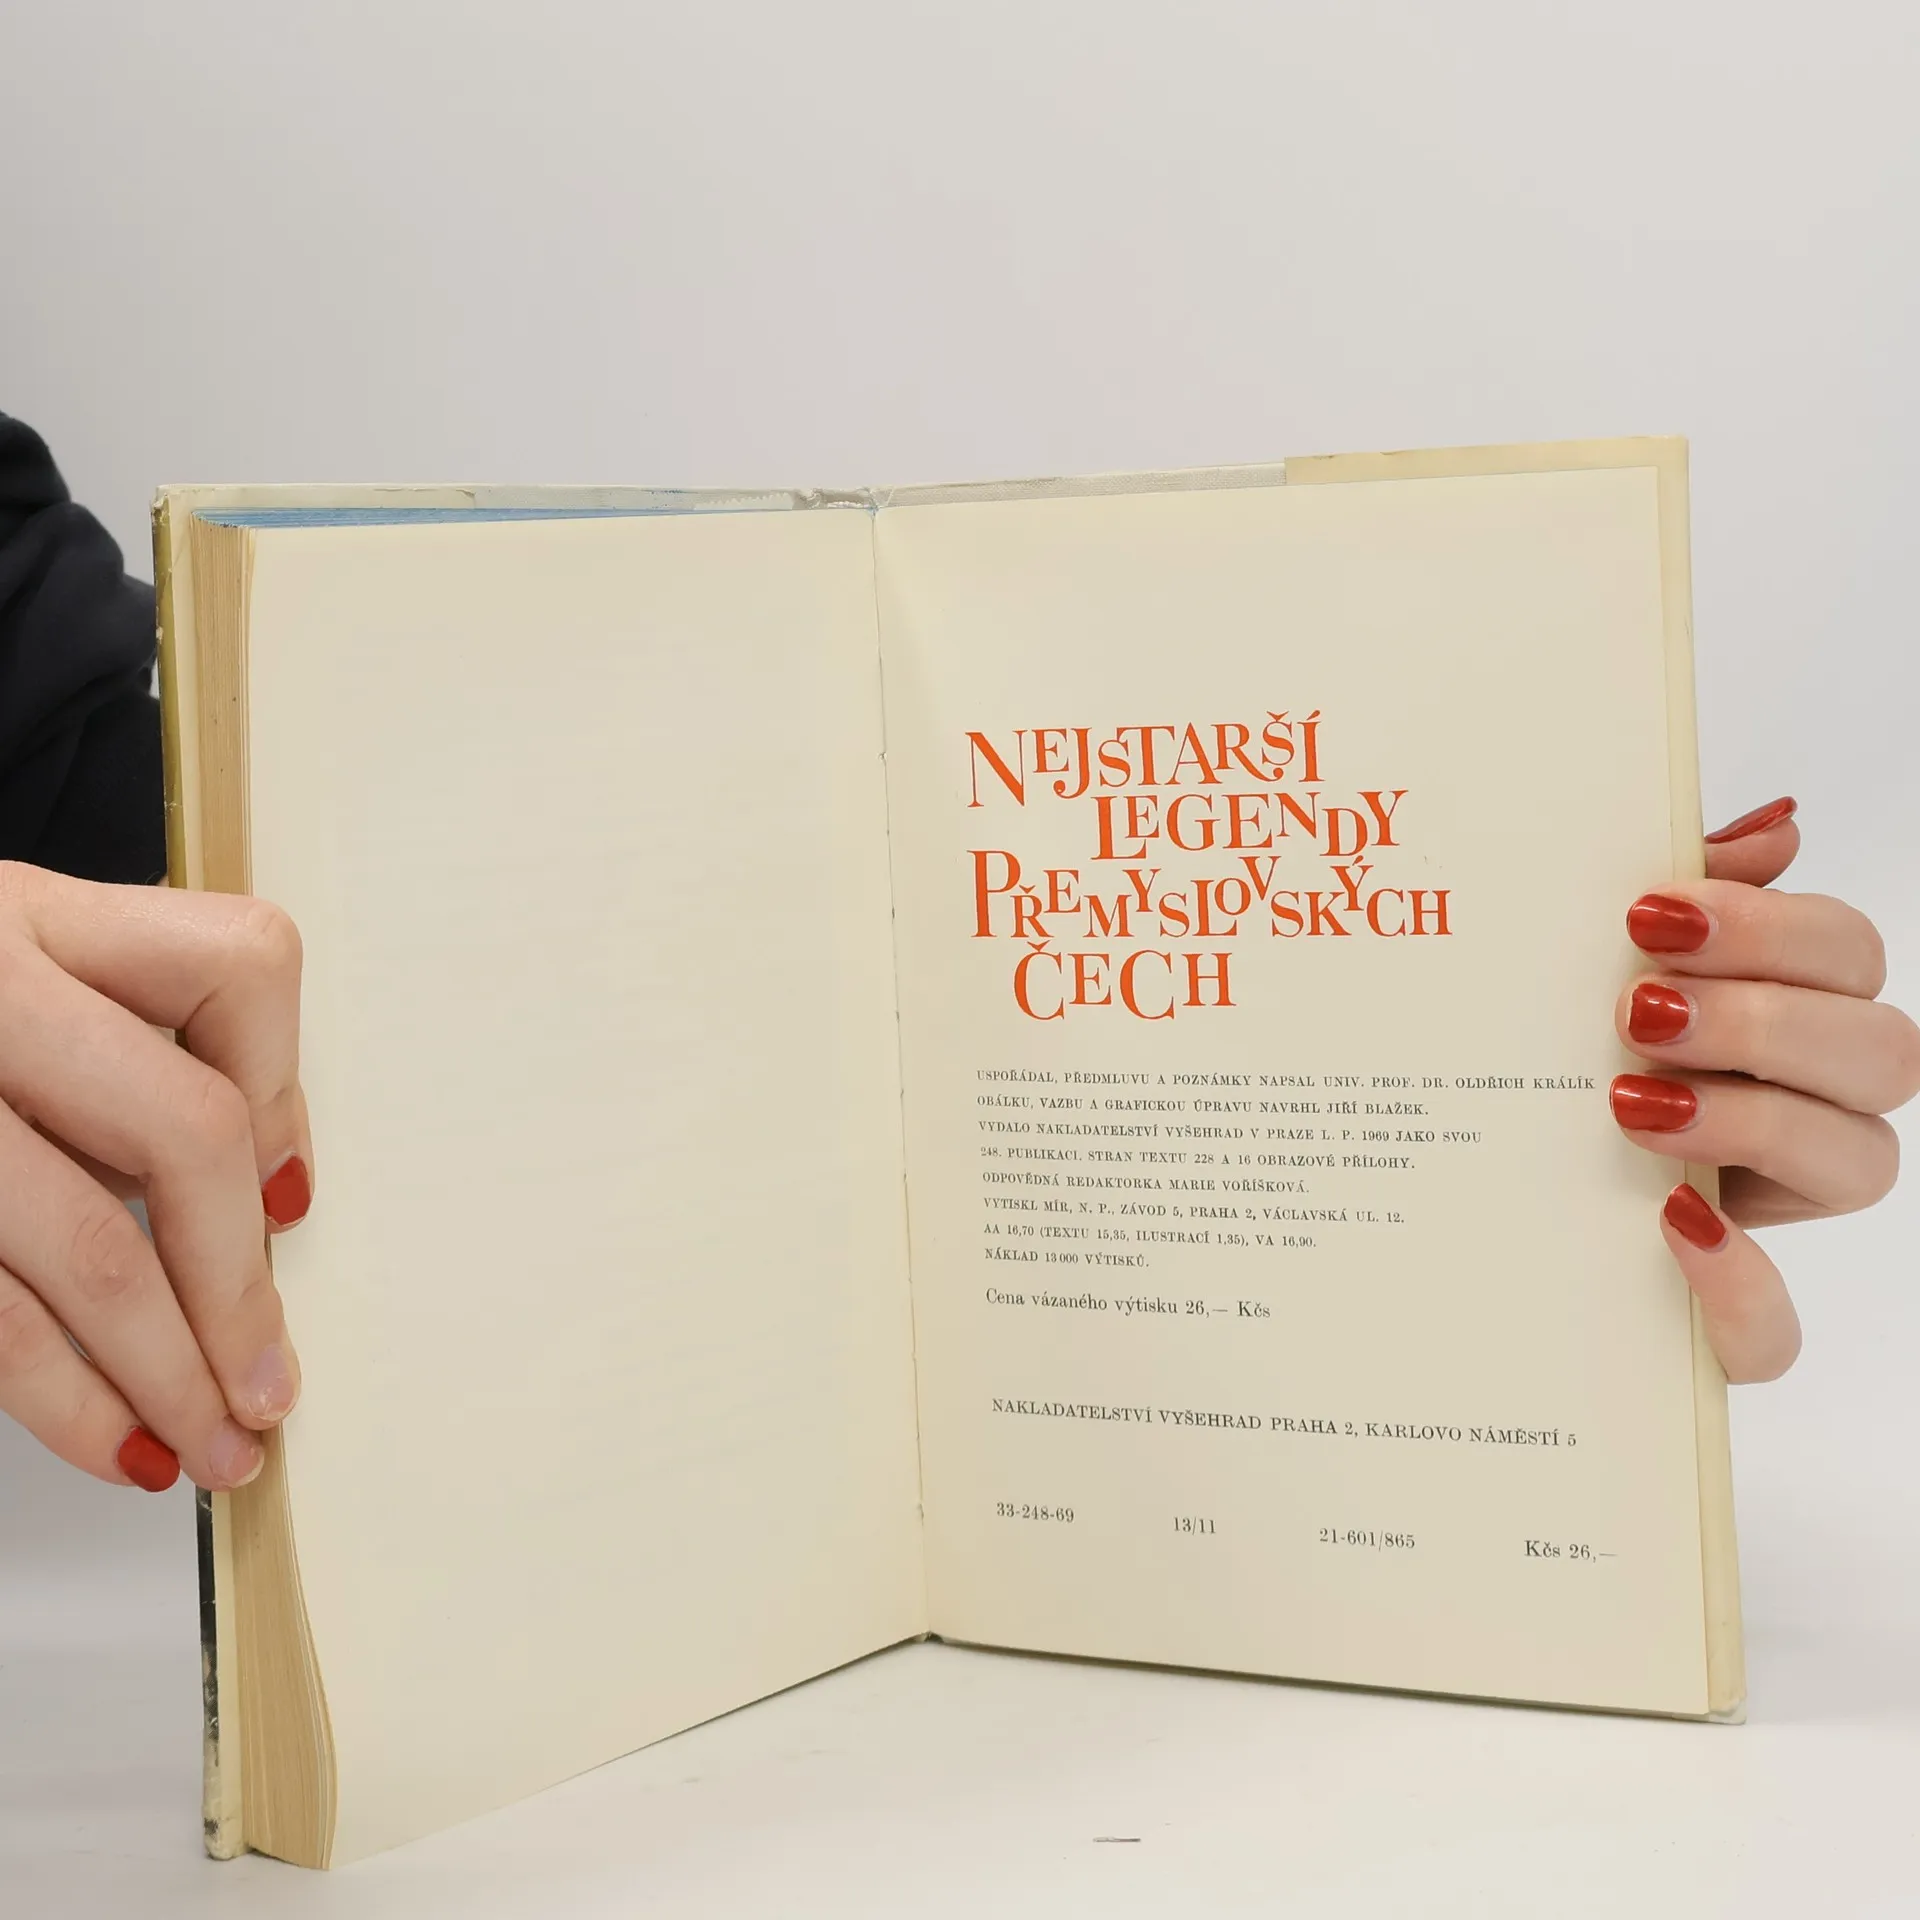 NEJSTARŠÍ
LEGENDY
PŘEMYSLOVSKÝCH
ČECH
USPOŘÁDAL, PŘEDMLUVU A POZNÁMKY NAPSAL UNIV. PROF. DR. OLDŘICH KRÁLÍK
OBÁLKU, VAZBU A GRAFICKOU ÚPRAVU NAVRHL JIŘÍ BLAŽEK.
VYDALO NAKLADATELSTVÍ VYŠEHRAD V PRAZE L. P. 1969 JAKO SVOU
248. PUBLIKACI. STRAN TEXTU 228 A 16 OBRAZOVÉ PŘÍLOHY.
ODPOVĚDNÁ REDAKTORKA MARIE VOŘÍŠKOVÁ.
VYTISKL MÍR, N. P., ZÁVOD 5, PRAHA 2, VÁCLAVSKÁ UL. 12.
AA 16,70 (TEXTU 15,35, ILUSTRACÍ 1,35), VA 16,90.
NÁKLAD 13 000 VÝTISKŮ.
Cena vázaného výtisku 26,— Kčs
NAKLADATELSTVÍ VYŠEHRAD PRAHA 2, KARLOVO NÁMĚSTÍ 5
33-248-69 13/11 21-601/865 Kčs 26,—